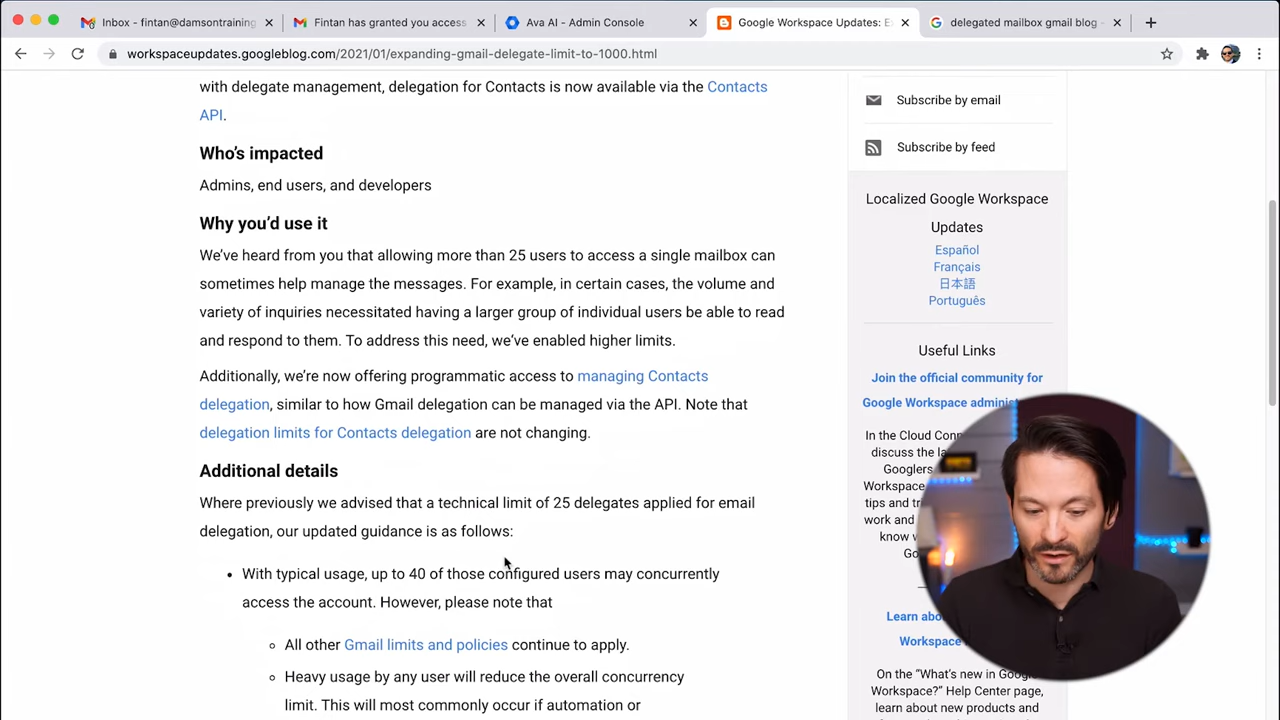 Inbox - fintan@damsontraining
Fintan has granted you access
Ava AI - Admin Console
Google Workspace Updates: E
delegated mailbox gmail blog -
workspaceupdates.googleblog.com/2021/01/expanding-gmail-delegate-limit-to-1000.html
with delegate management, delegation for Contacts is now available via the Contacts
API.
Who's impacted
Admins, end users, and developers
Why you'd use it
We've heard from you that allowing more than 25 users to access a single mailbox can
sometimes help manage the messages. For example, in certain cases, the volume and
variety of inquiries necessitated having a larger group of individual users be able to read
and respond to them. To address this need, we've enabled higher limits.
Additionally, we're now offering programmatic access to managing Contacts
delegation, similar to how Gmail delegation can be managed via the API. Note that
delegation limits for Contacts delegation are not changing.
Additional details
Where previously we advised that a technical limit of 25 delegates applied for email
delegation, our updated guidance is as follows:
• With typical usage, up to 40 of those configured users may concurrently
access the account. However, please note that
All other Gmail limits and policies continue to apply.
Heavy usage by any user will reduce the overall concurrency
limit. This will most commonly occur if automation or
Subscribe by email
Subscribe by feed
Localized Google Workspace
Updates
Español
Français
日本語
Português
Useful Links
Join the official community for
Google Workspace
In the Cloud
discuss the
Googlers
Workspace
tips and
work and
know
Learn
Workspace
On the "What's new in
Workspace?" Help Center page,
learn about new products and